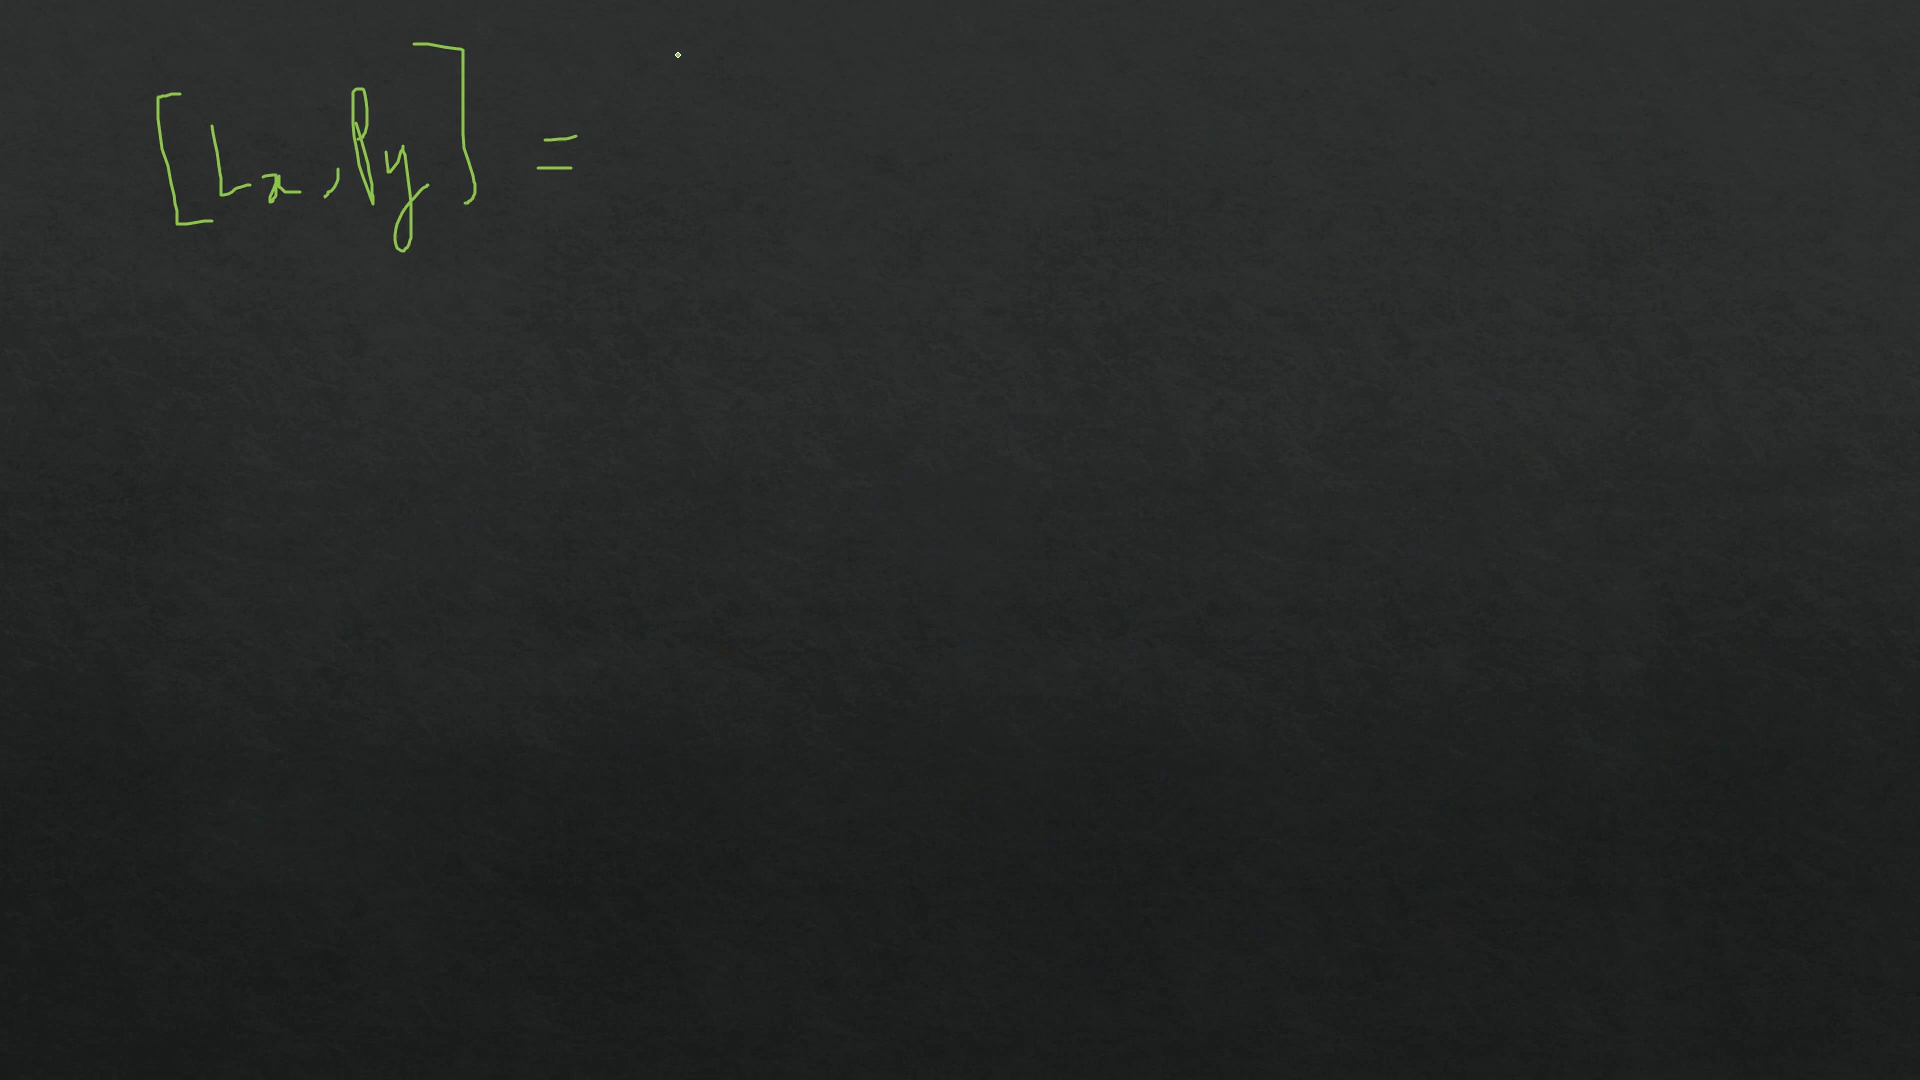 [Lx, Py] =